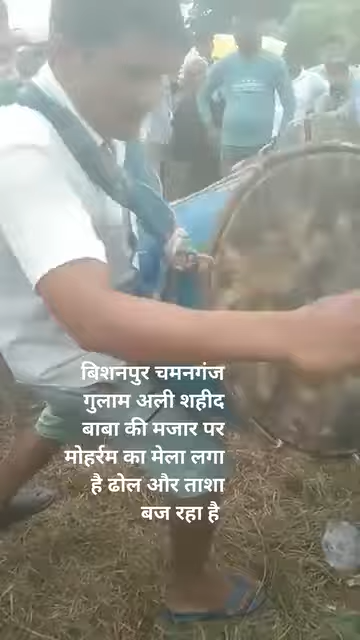 बिशनपुर चमनगंज
गुलाम अली शहीद
बाबा की मजार पर
मोहर्रम का मेला लगा
है ढोल और ताशा
बज रहा है